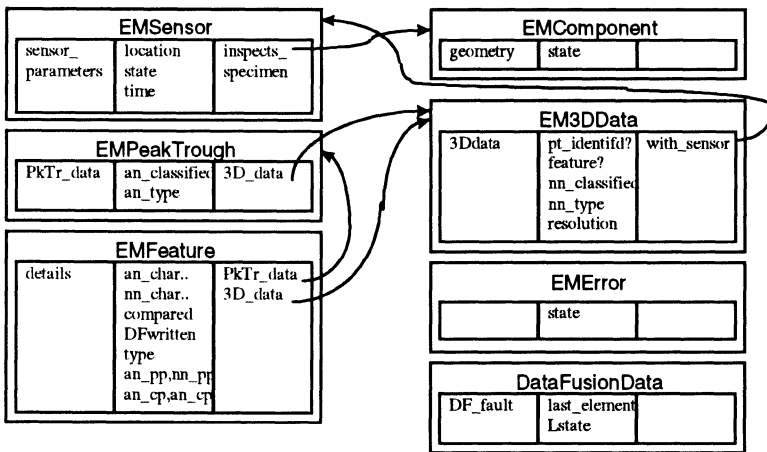 EMSensor
sensor_ location inspects_
parameters state specimen
time
EMPeakTrough
PkTr_data an_classified 3D_data
an_type
EMFeature
details an_char.. PkTr_data
nn_char.. 3D_data
compared
DFwritten
type
an_pp,nn_pp
an_cp,an_cp
EMComponent
geometry state
EM3DData
3Ddata pt_identifd? with_sensor
feature?
nn_classified
nn_type
resolution
EMError
state
DataFusionData
DF_fault last_element
Lstate